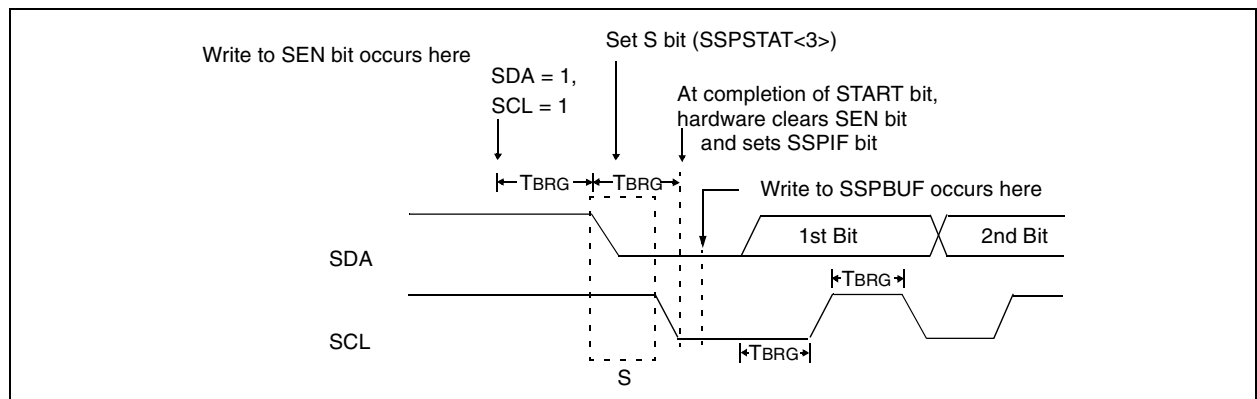 Write to SEN bit occurs here
Set S bit (SSPSTAT<3>)
SDA = 1,
SCL = 1
At completion of START bit,
hardware clears SEN bit
and sets SSPIF bit
TBRG
TBRG
Write to SSPBUF occurs here
SDA
1st Bit
2nd Bit
TBRG
SCL
TBRG
S